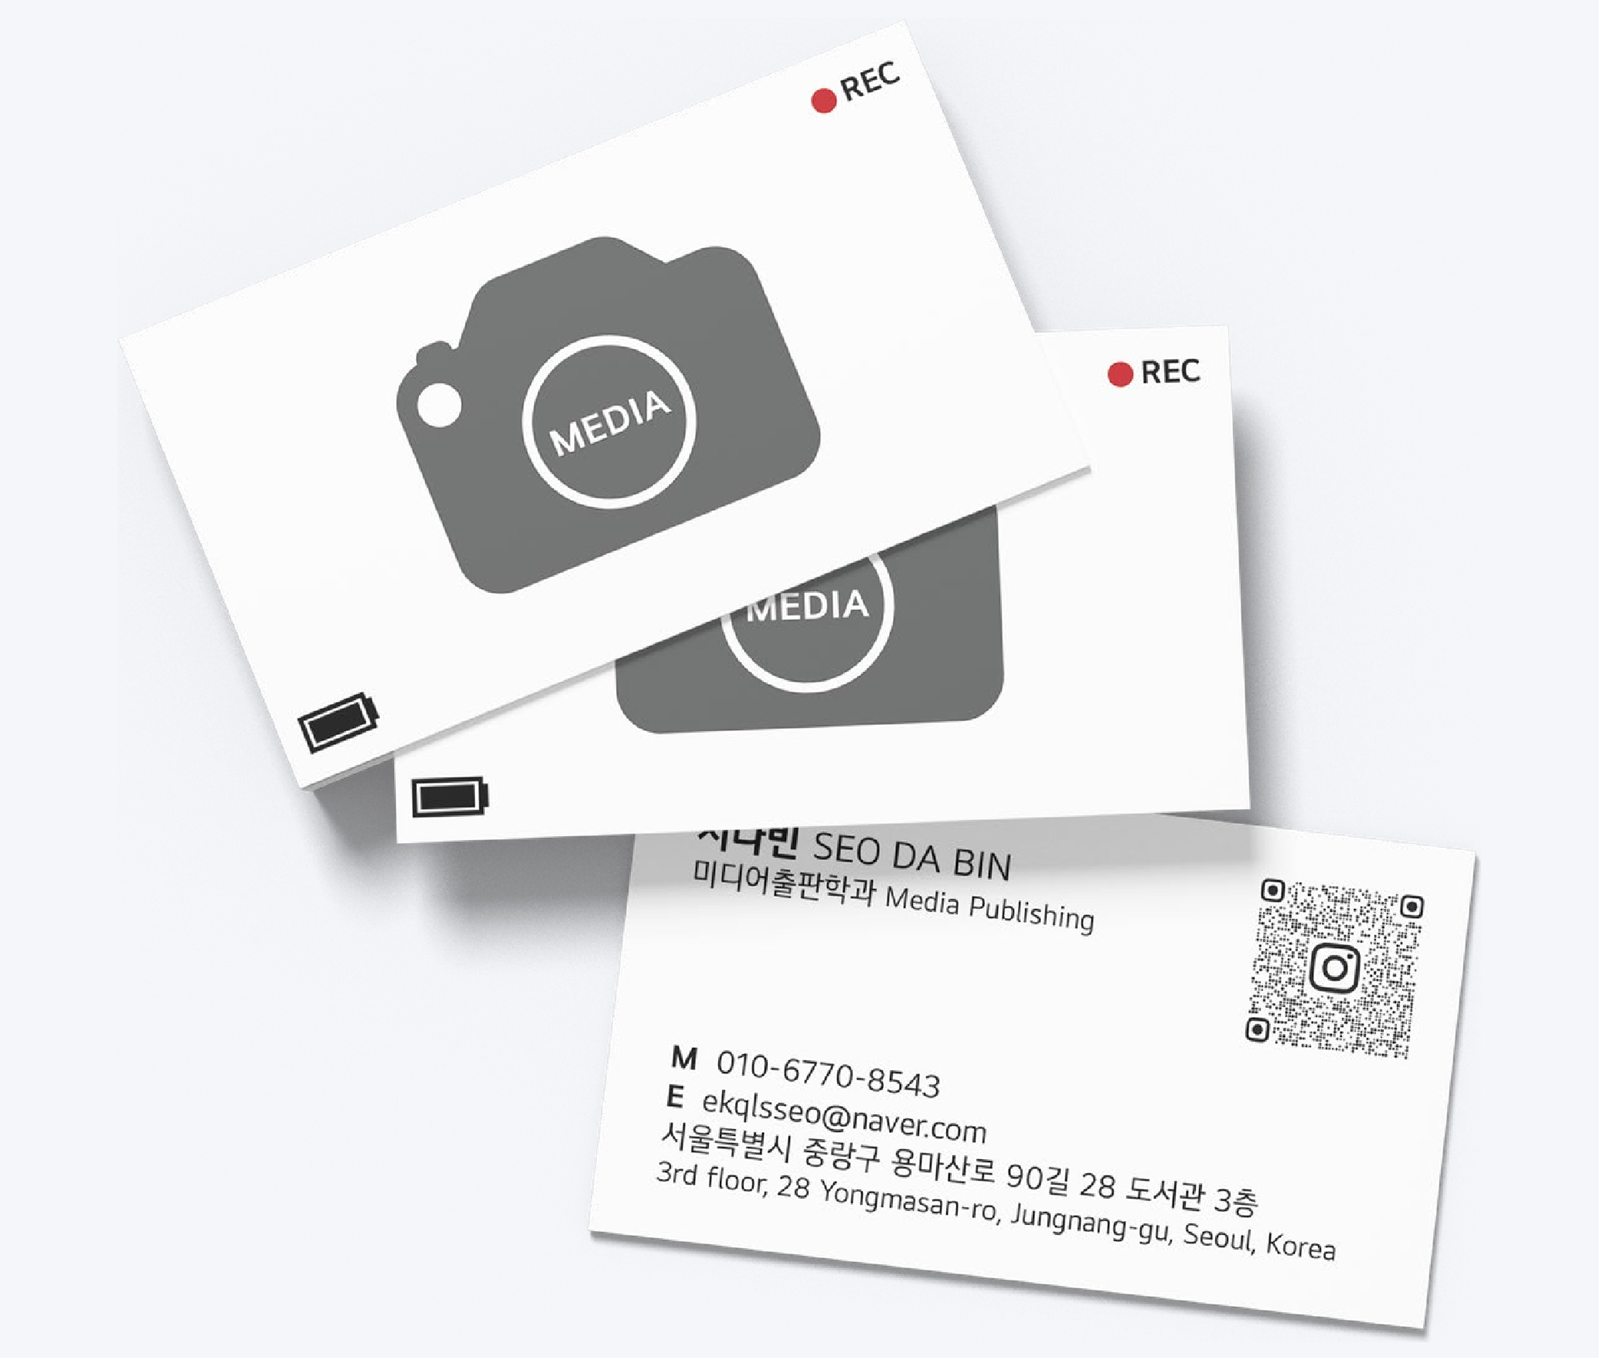 REC
MEDIA
REC
MEDIA
SEO DA BIN
미디어출판학과 Media Publishing
M 010-6770-8543
E ekqlsseo@naver.com
서울특별시 중랑구 용마산로 90길 28 도서관 3층
3rd floor, 28 Yongmasan-ro, Jungnang-gu, Seoul, Korea